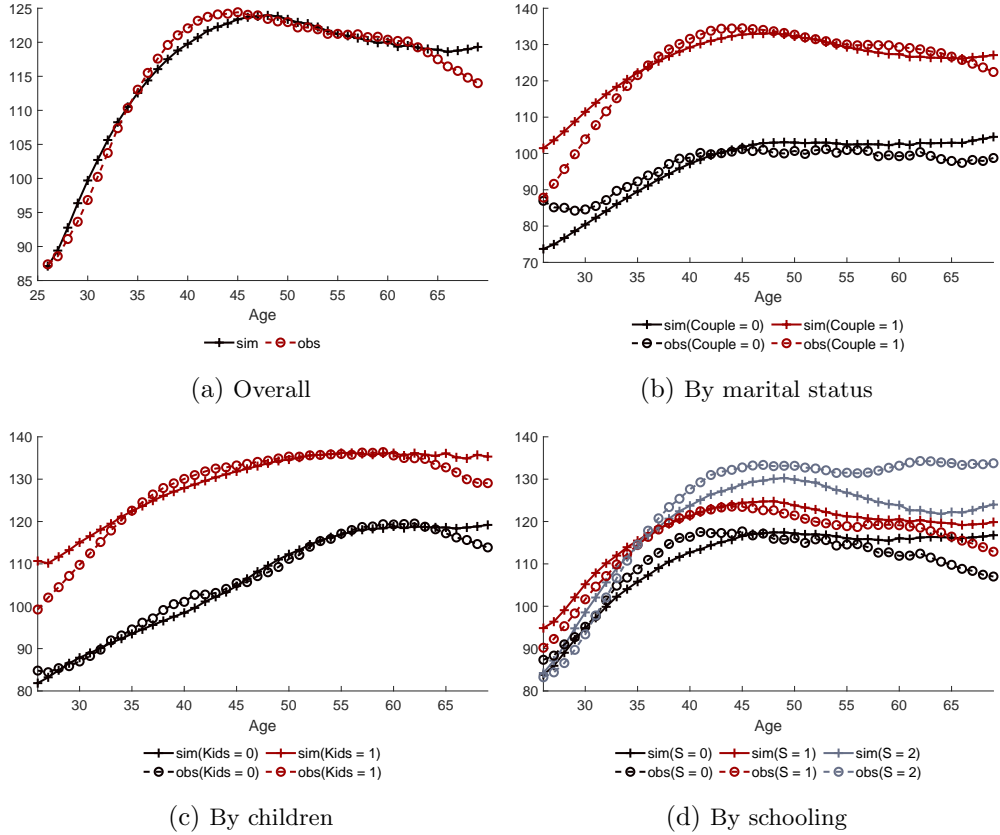 125
120
115
110
105
100
95
90
85
25 30 35 40 45 50 55 60 65
Age
sim obs
(a) Overall
140
130
120
110
100
90
80
70
30 35 40 45 50 55 60 65
Age
sim(Couple = 0) sim(Couple = 1)
obs(Couple = 0) obs(Couple = 1)
(b) By marital status
140
130
120
110
100
90
80
30 35 40 45 50 55 60 65
Age
sim(Kids = 0) sim(Kids = 1)
obs(Kids = 0) obs(Kids = 1)
(c) By children
140
130
120
110
100
90
80
30 35 40 45 50 55 60 65
Age
sim(S = 0) sim(S = 1) sim(S = 2)
obs(S = 0) obs(S = 1) obs(S = 2)
(d) By schooling